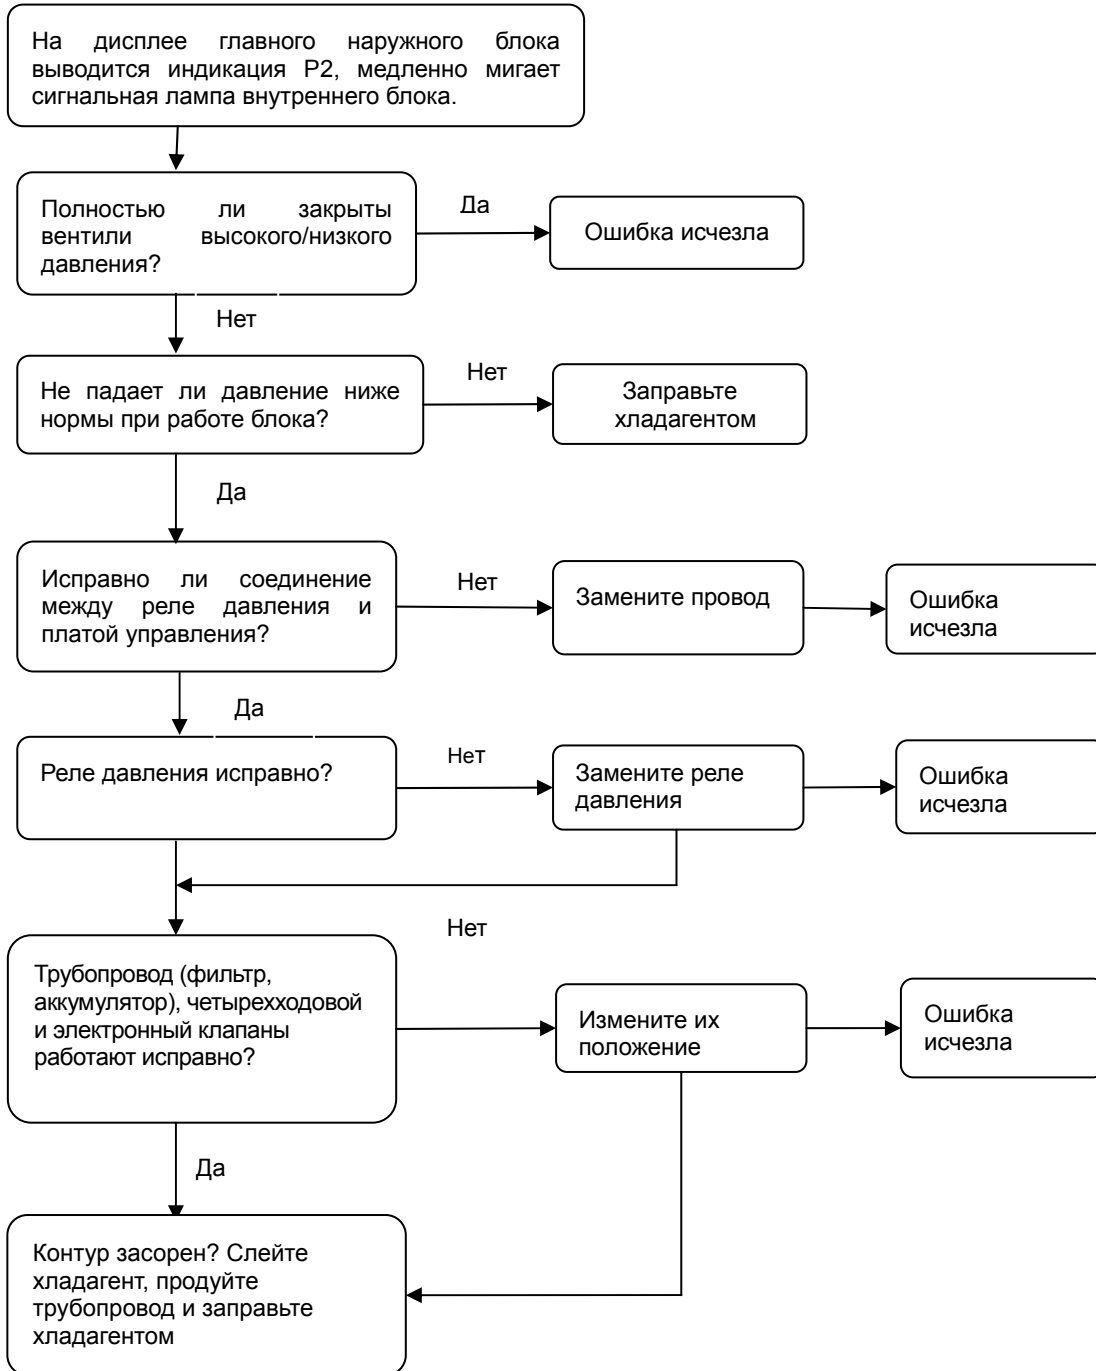 На дисплее главного наружного блока
выводится индикация P2, медленно мигает
сигнальная лампа внутреннего блока.
Полностью ли закрыты
вентили высокого/низкого
давления?
Да
Ошибка исчезла
Нет
Не падает ли давление ниже
нормы при работе блока?
Нет
Заправьте
хладагентом
Да
Исправно ли соединение
между реле давления и
платой управления?
Нет
Замените провод
Ошибка
исчезла
Да
Реле давления исправно?
Нет
Замените реле
давления
Ошибка
исчезла
Нет
Трубопровод (фильтр,
аккумулятор), четырехходовой
и электронный клапаны
работают исправно?
Измените их
положение
Ошибка
исчезла
Да
Контур засорен? Слейте
хладагент, продуйте
трубопровод и заправьте
хладагентом